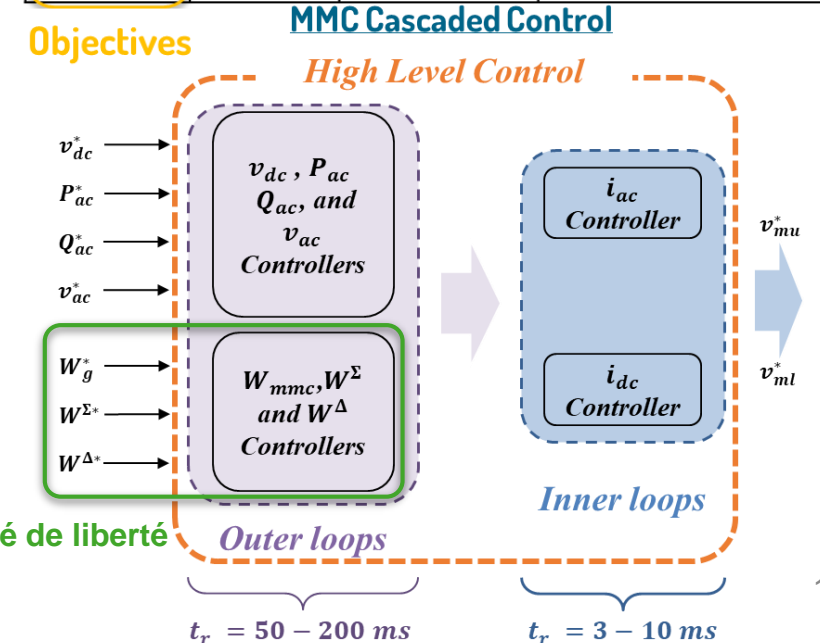 MMC Cascaded Control
Objectives
High Level Control
v*dc
P*ac
Q*ac
v*ac
W*g
WΣ*
WΔ*
vdc , Pac
Qac, and
vac
Controllers
Wmmc,WΣ
and WΔ
Controllers
iac
Controller
idc
Controller
v*mu
v*ml
Inner loops
é de liberté
Outer loops
tr = 50 − 200 ms
tr = 3 − 10 ms